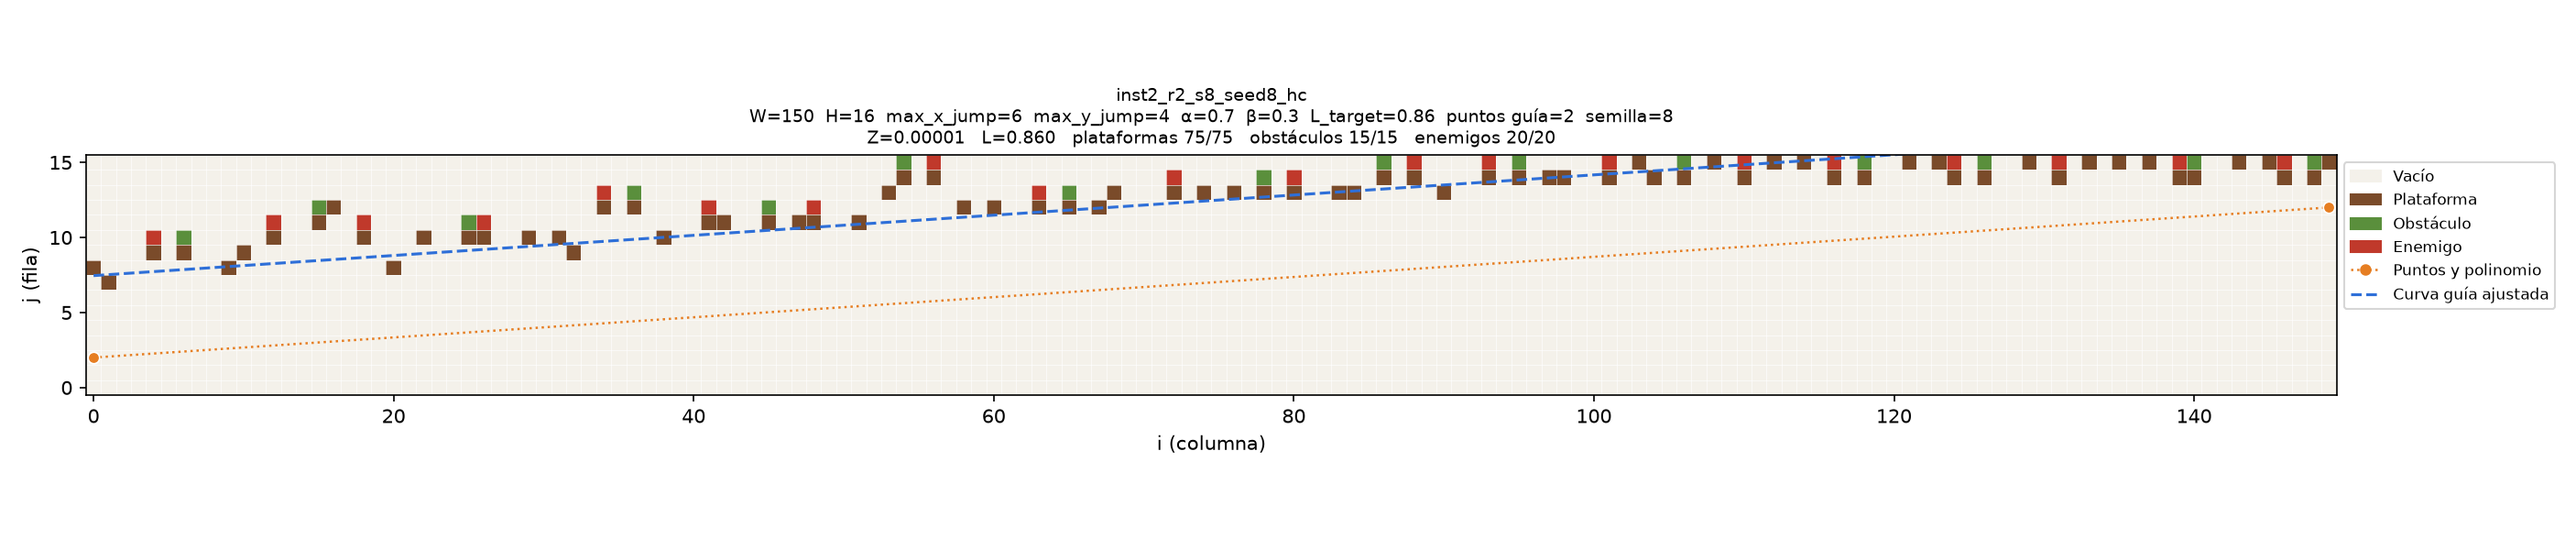 inst2_r2_s8_seed8_hc
W=150 H=16 max_x_jump=6 max_y_jump=4 α=0.7 β=0.3 L_target=0.86 puntos guía=2 semilla=8
Z=0.00001 L=0.860 plataformas 75/75 obstáculos 15/15 enemigos 20/20
15
10
5
0
j (fila)
0 20 40 60 80 100 120 140
i (columna)
Vacío
Plataforma
Obstáculo
Enemigo
Puntos y polinomio
Curva guía ajustada